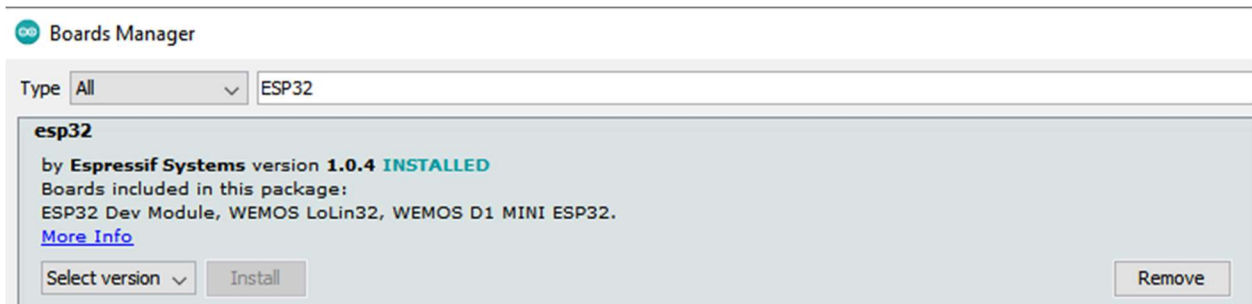 Boards Manager
Type All ESP32
esp32
by Espressif Systems version 1.0.4 INSTALLED
Boards included in this package:
ESP32 Dev Module, WEMOS LoLin32, WEMOS D1 MINI ESP32.
More Info
Select version Install Remove